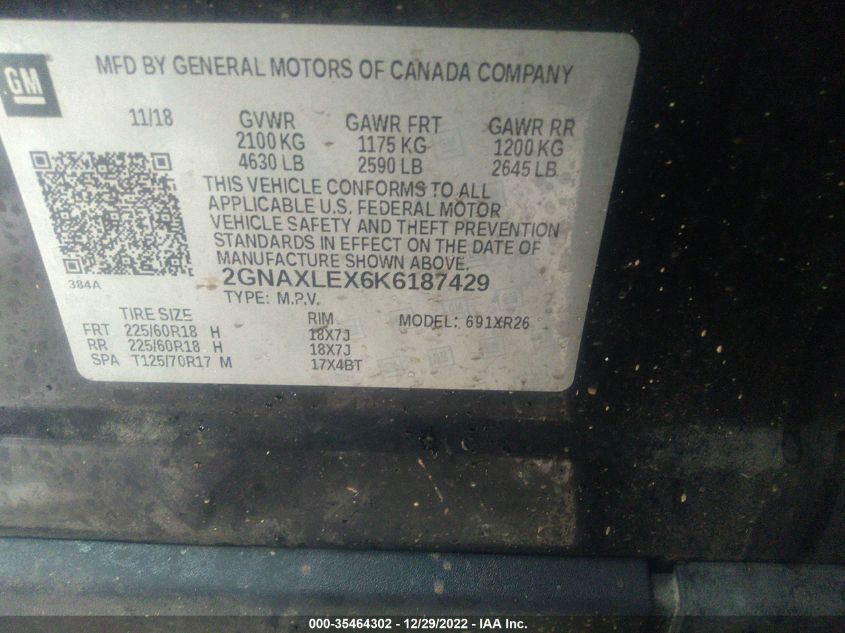 GM
MFD BY GENERAL MOTORS OF CANADA COMPANY
11/18 GVWR GAWR FRT GAWR RR
2100 KG 1175 KG 1200 KG
4630 LB 2590 LB 2645 LB
THIS VEHICLE CONFORMS TO ALL
APPLICABLE U.S. FEDERAL MOTOR
VEHICLE SAFETY AND THEFT PREVENTION
STANDARDS IN EFFECT ON THE DATE OF
MANUFACTURE SHOWN ABOVE.
384A
2GNAXLEX6K6187429
TYPE: M.P.V.
TIRE SIZE RIM MODEL: 691XR26
FRT 225/60R18 H 18X7J
RR 225/60R18 H 18X7J
SPA T125/70R17 M 17X4BT
000-35464302 - 12/29/2022 - IAA Inc.